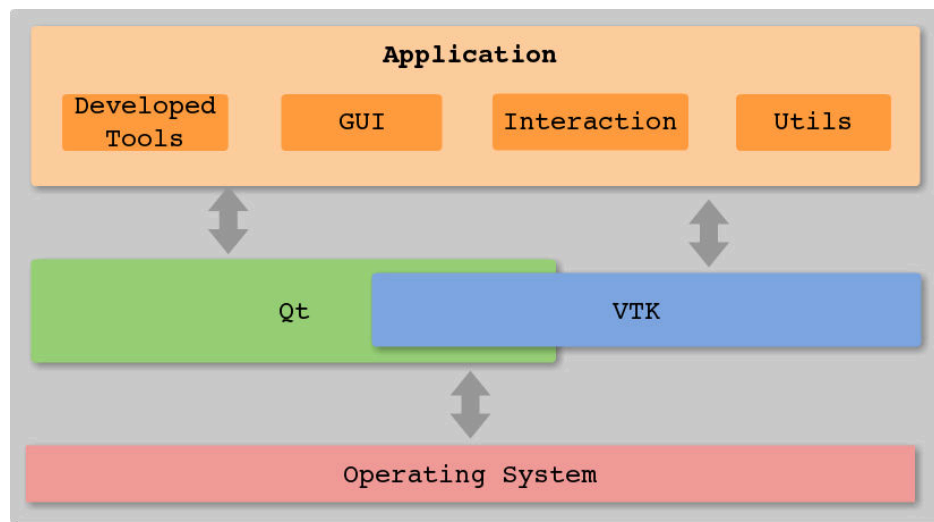 Application
Developed
Tools
GUI
Interaction
Utils
Qt
VTK
Operating System